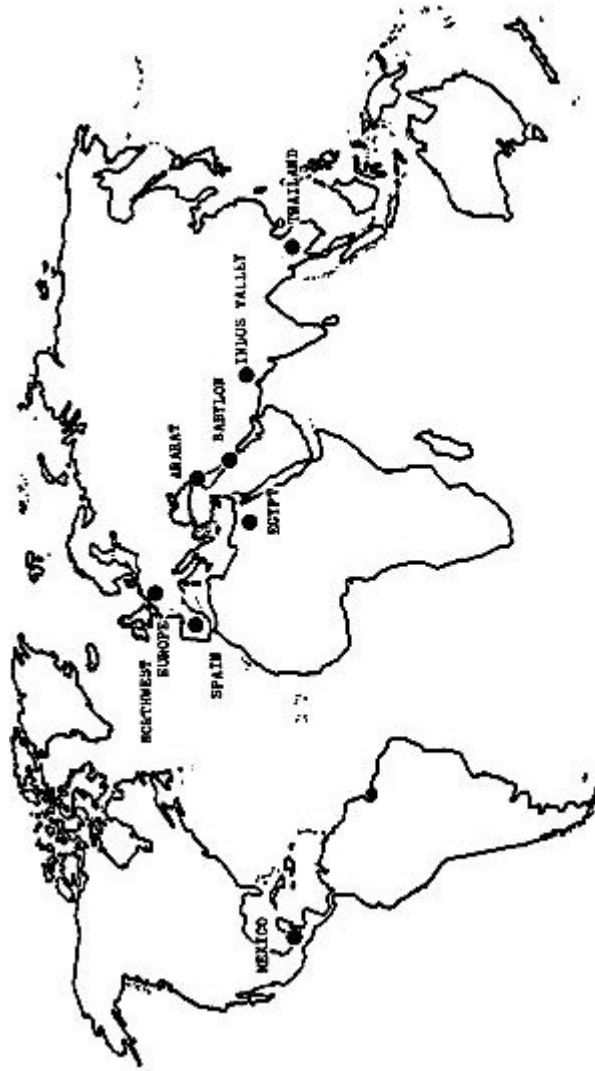 NORTHWEST
EUROPE
SPAIN
ARARAT
BABYLON
INDUS VALLEY
THAILAND
EGYPT
MEXICO